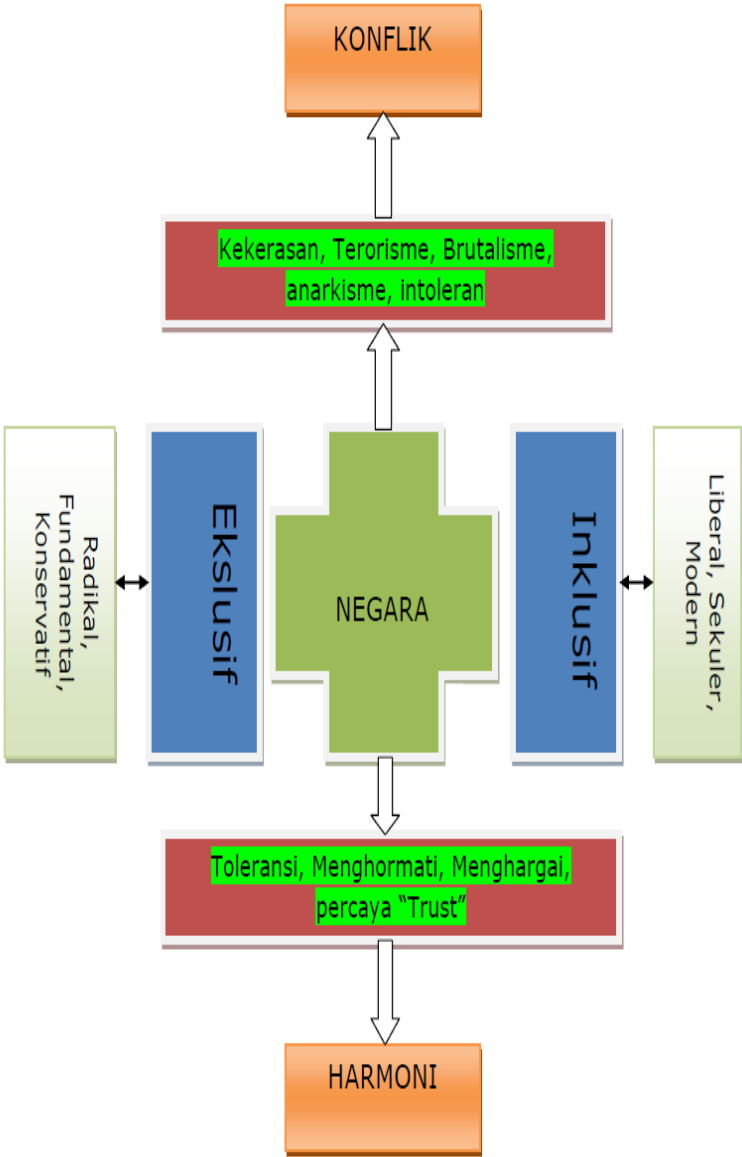 KONFLIK
Kekerasan, Terorisme, Brutalisme,
anarkisme, intoleran
Radikal,
Fundamental,
Konservatif
Ekslusif
NEGARA
Inklusif
Liberal, Sekuler,
Modern
Toleransi, Menghormati, Menghargai,
percaya “Trust”
HARMONI